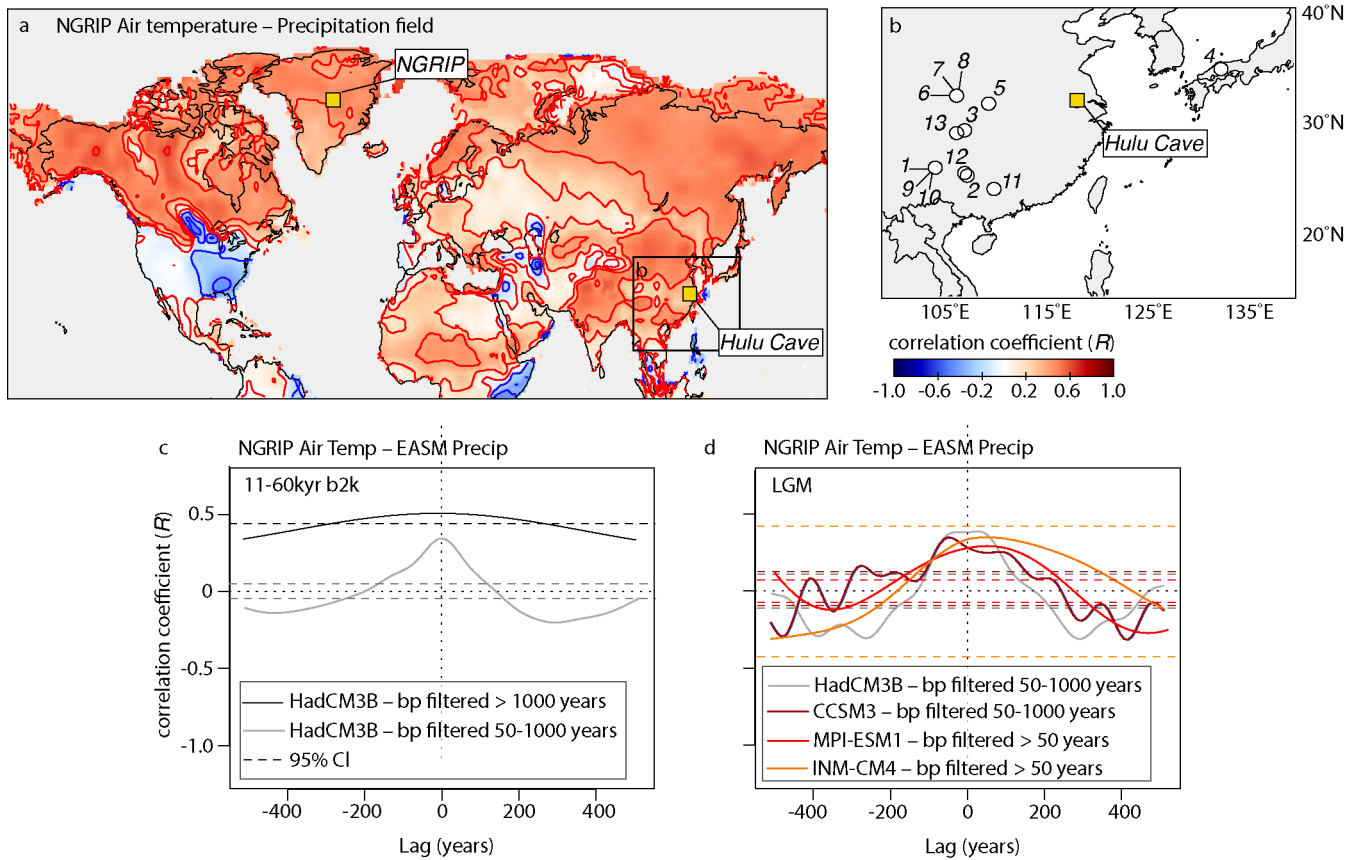 a NGRIP Air temperature – Precipitation field
NGRIP
b
Hulu Cave
b
40°N
30°N
20°N
7
8
6
5
4
3
13
1
12
9
10
2
11
Hulu Cave
105°E
115°E
125°E
135°E
correlation coefficient (R)
-1.0
-0.6
-0.2
0.2
0.6
1.0
c NGRIP Air Temp – EASM Precip
11-60kyr b2k
correlation coefficient (R)
0.5
0
-0.5
-1.0
HadCM3B – bp filtered > 1000 years
HadCM3B – bp filtered 50-1000 years
95% CI
-400
-200
0
200
400
Lag (years)
d NGRIP Air Temp – EASM Precip
LGM
HadCM3B – bp filtered 50-1000 years
CCSM3 – bp filtered 50-1000 years
MPI-ESM1 – bp filtered > 50 years
INM-CM4 – bp filtered > 50 years
-400
-200
0
200
400
Lag (years)